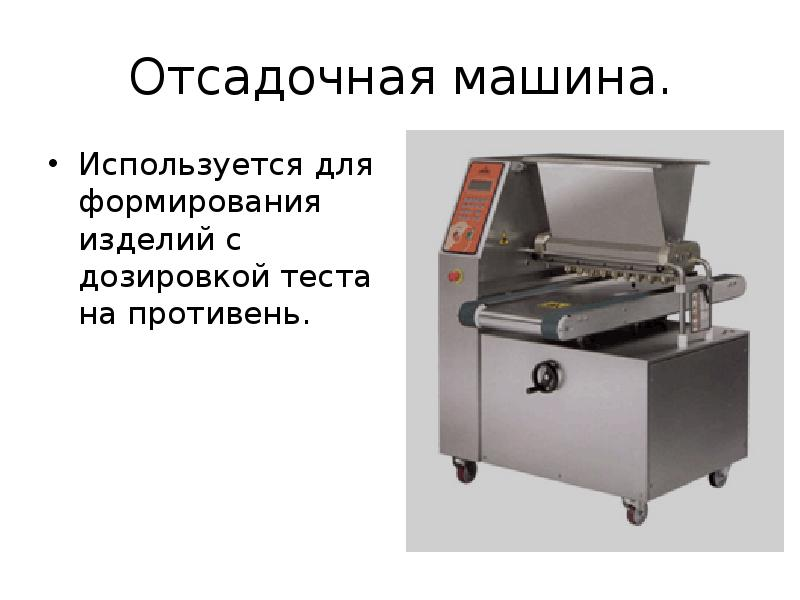 Отсадочная машина.
• Используется для
формирования
изделий с
дозировкой теста
на противень.